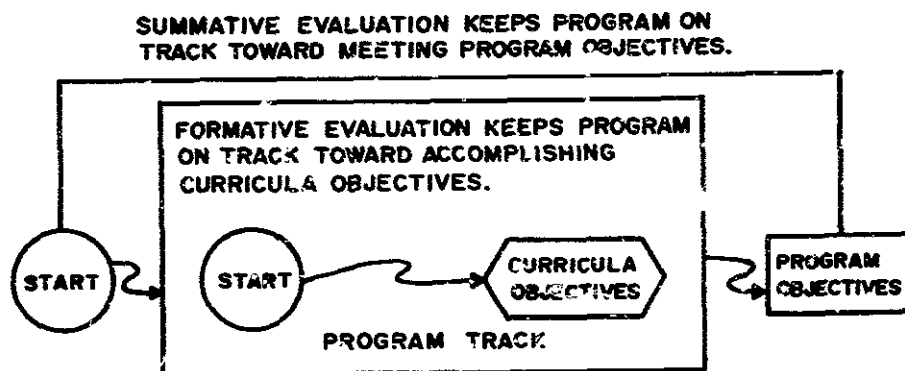 SUMMATIVE EVALUATION KEEPS PROGRAM ON
TRACK TOWARD MEETING PROGRAM OBJECTIVES.
FORMATIVE EVALUATION KEEPS PROGRAM
ON TRACK TOWARD ACCOMPLISHING
CURRICULA OBJECTIVES.
START
START
CURRICULA
OBJECTIVES
PROGRAM
OBJECTIVES
PROGRAM TRACK